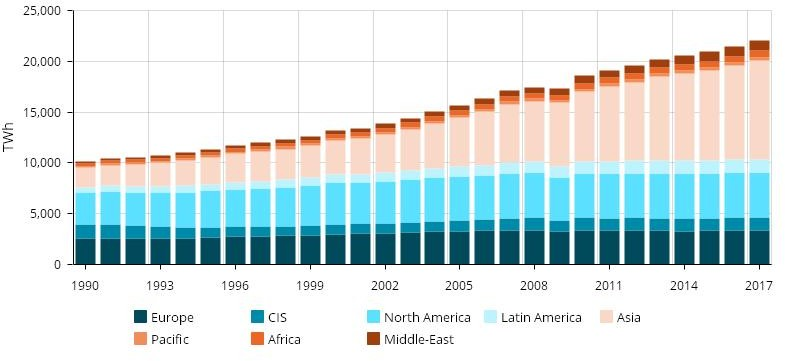 25,000
20,000
15,000
10,000
5,000
0
TWh
1990 1993 1996 1999 2002 2005 2008 2011 2014 2017
Europe CIS North America Latin America Asia
Pacific Africa Middle-East